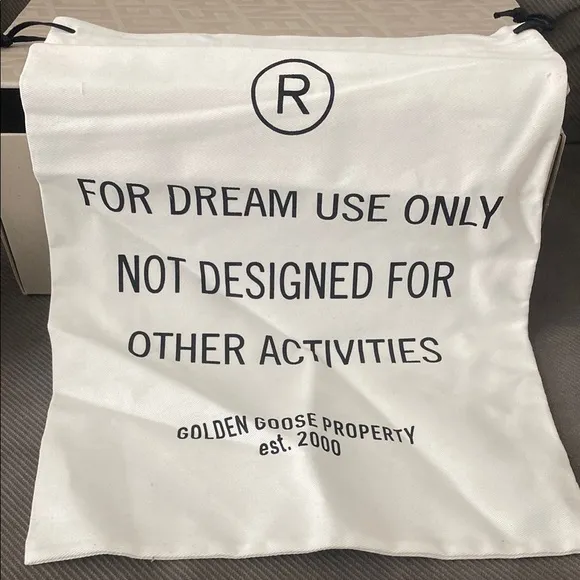 ®
FOR DREAM USE ONLY
NOT DESIGNED FOR
OTHER ACTIVITIES
GOLDEN GOOSE PROPERTY
est. 2000